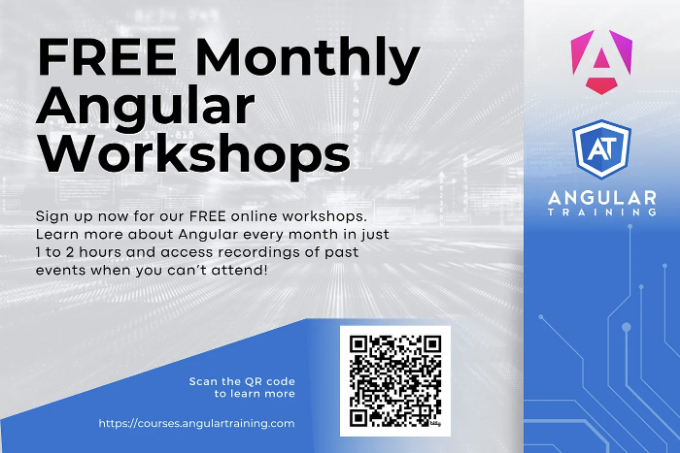 FREE Monthly
Angular
Workshops
Sign up now for our FREE online workshops.
Learn more about Angular every month in just
1 to 2 hours and access recordings of past
events when you can't attend!
Scan the QR code
to learn more
https://courses.angulartraining.com
AT
ANGULAR
TRAINING